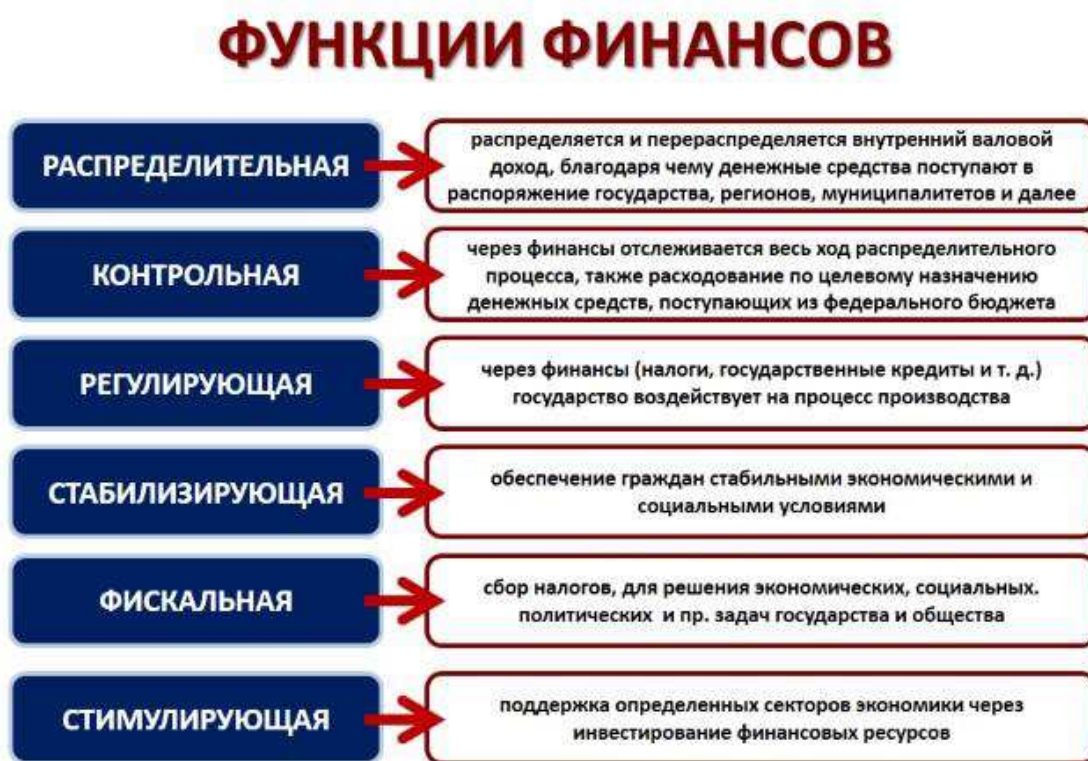 ФУНКЦИИ ФИНАНСОВ
РАСПРЕДЕЛИТЕЛЬНАЯ
распределяется и перераспределяется внутренний валовой
доход, благодаря чему денежные средства поступают в
распоряжение государства, регионов, муниципалитетов и далее
КОНТРОЛЬНАЯ
через финансы отслеживается весь ход распределительного
процесса, также расходование по целевому назначению
денежных средств, поступающих из федерального бюджета
РЕГУЛИРУЮЩАЯ
через финансы (налоги, государственные кредиты и т. д.)
государство воздействует на процесс производства
СТАБИЛИЗИРУЮЩАЯ
обеспечение граждан стабильными экономическими и
социальными условиями
ФИСКАЛЬНАЯ
сбор налогов, для решения экономических, социальных.
политических и пр. задач государства и общества
СТИМУЛИРУЮЩАЯ
поддержка определенных секторов экономики через
инвестирование финансовых ресурсов